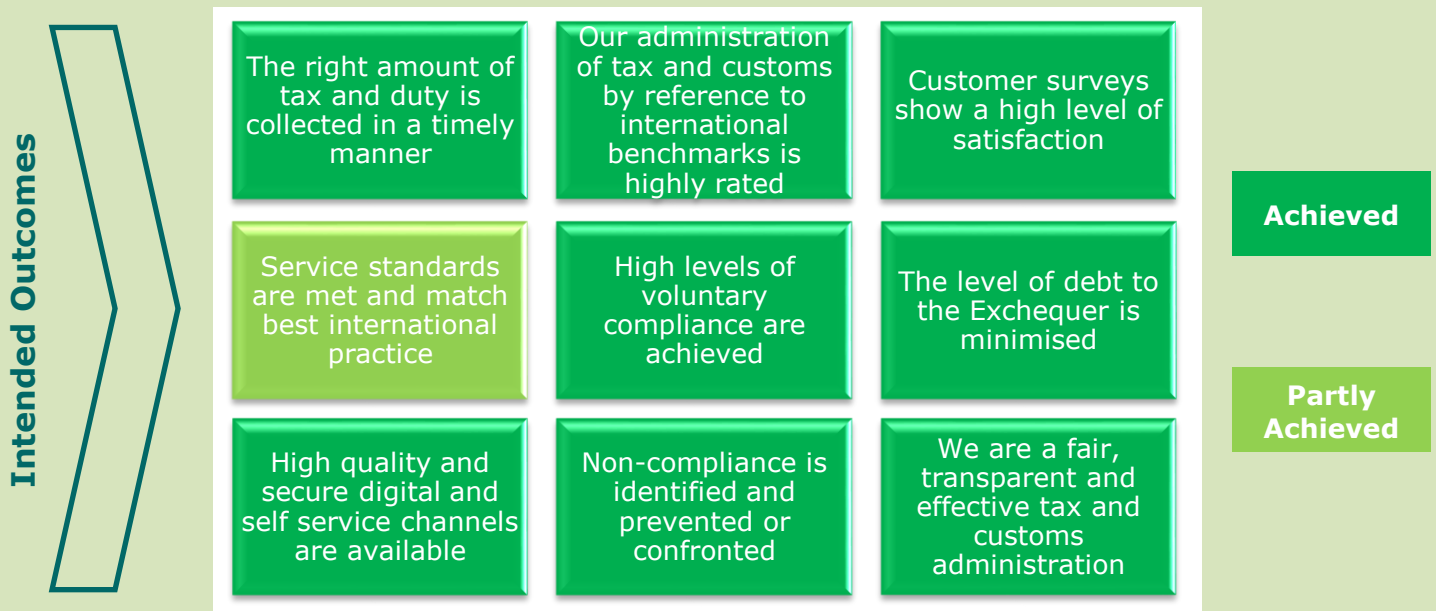 Intended Outcomes
The right amount of
tax and duty is
collected in a timely
manner
Our administration
of tax and customs
by reference to
international
benchmarks is
highly rated
Customer surveys
show a high level of
satisfaction
Service standards
are met and match
best international
practice
High levels of
voluntary
compliance are
achieved
The level of debt to
the Exchequer is
minimised
High quality and
secure digital and
self service channels
are available
Non-compliance is
identified and
prevented or
confronted
We are a fair,
transparent and
effective tax and
customs
administration
Achieved
Partly
Achieved